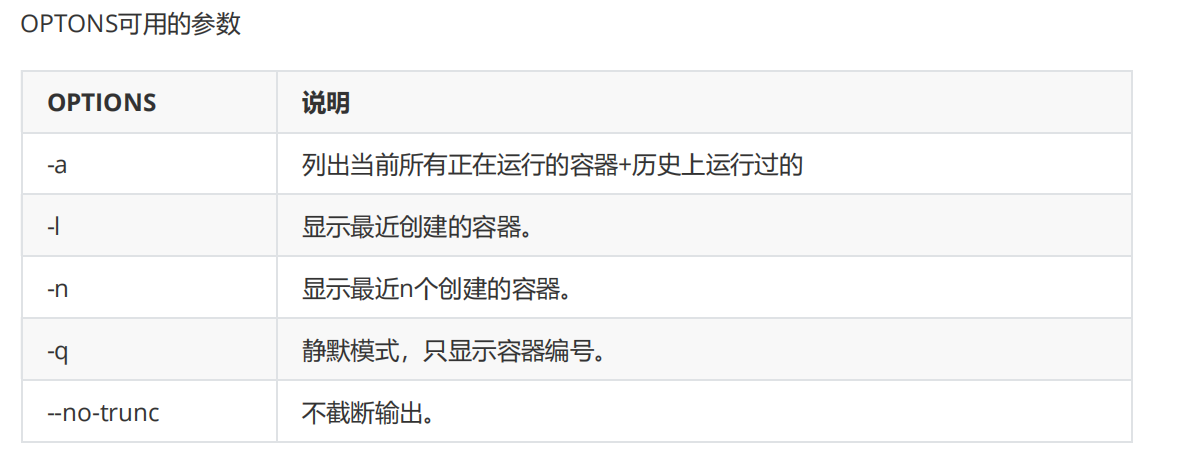 OPTONS可用的参数
OPTIONS 说明
-a 列出当前所有正在运行的容器+历史上运行过的
-l 显示最近创建的容器。
-n 显示最近n个创建的容器。
-q 静默模式，只显示容器编号。
--no-trunc 不截断输出。